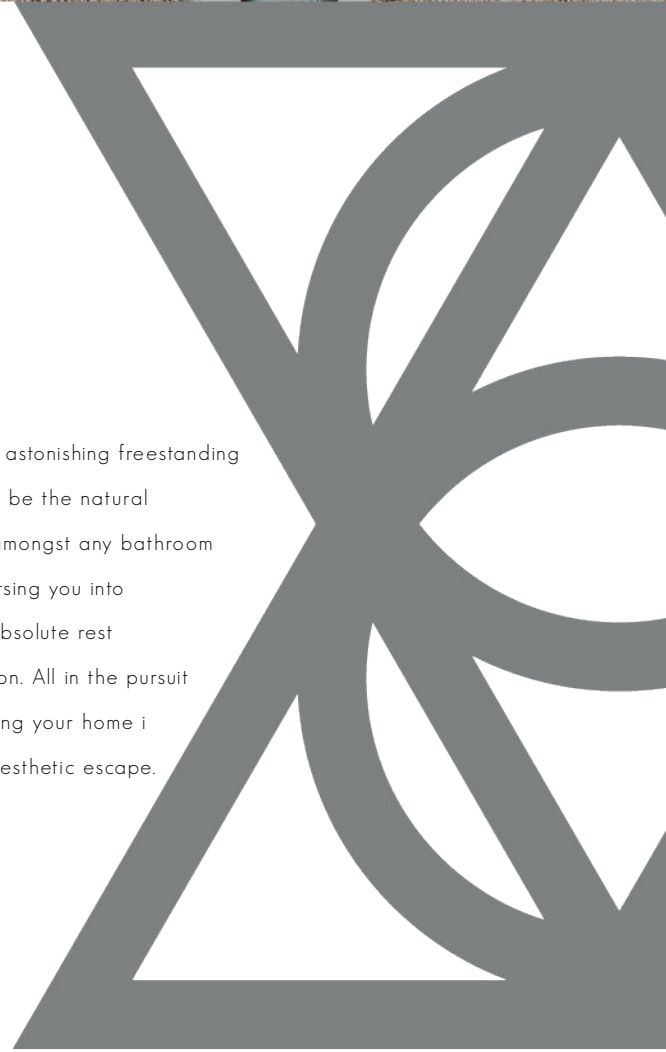 astonishing freestanding
be the natural
mongst any bathroom
rsing you into
bsolute rest
on. All in the pursuit
ng your home i
esthetic escape.